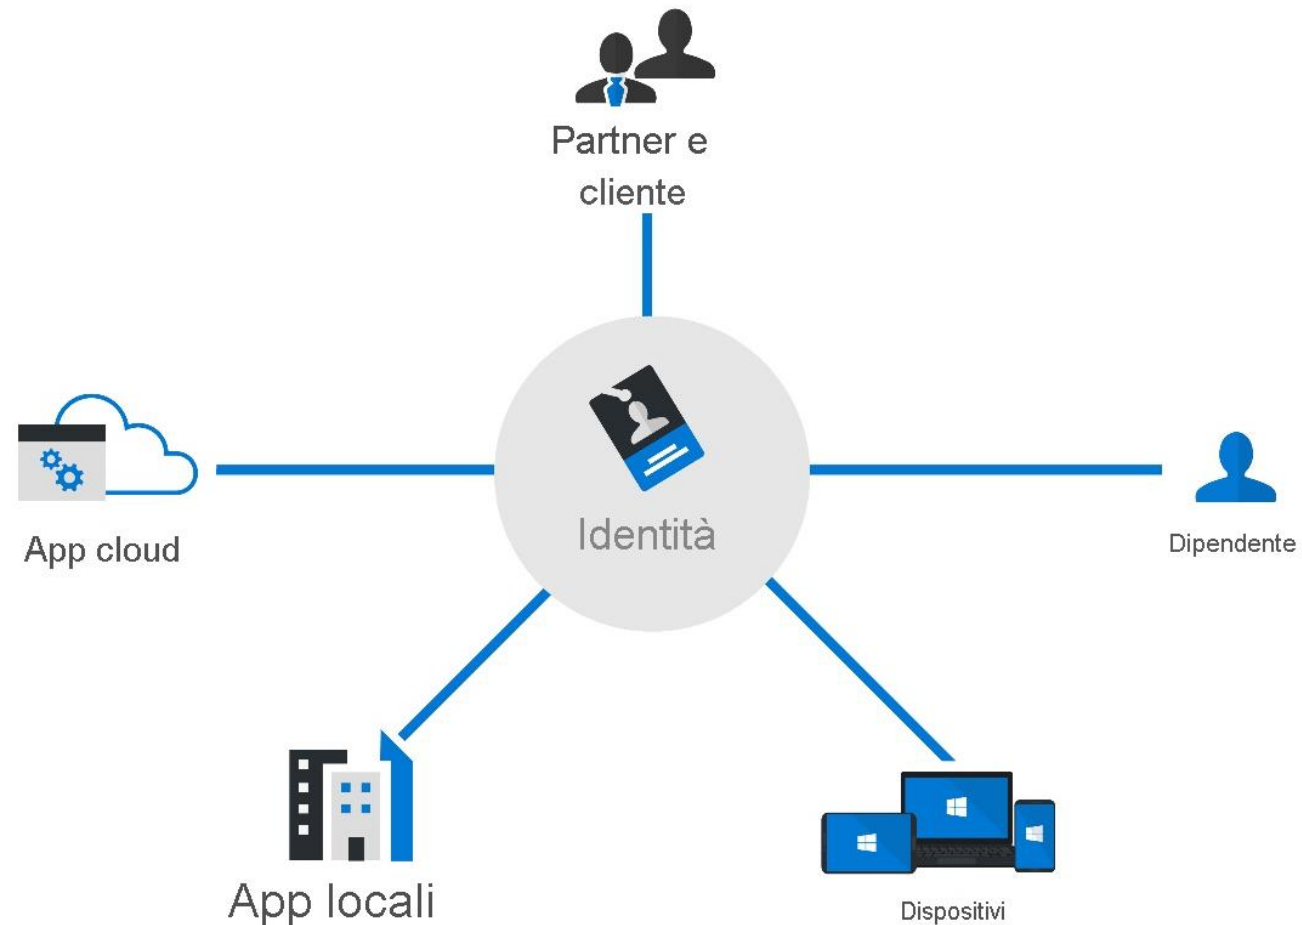 Partner e
cliente
Identità
App cloud
Dipendente
App locali
Dispositivi